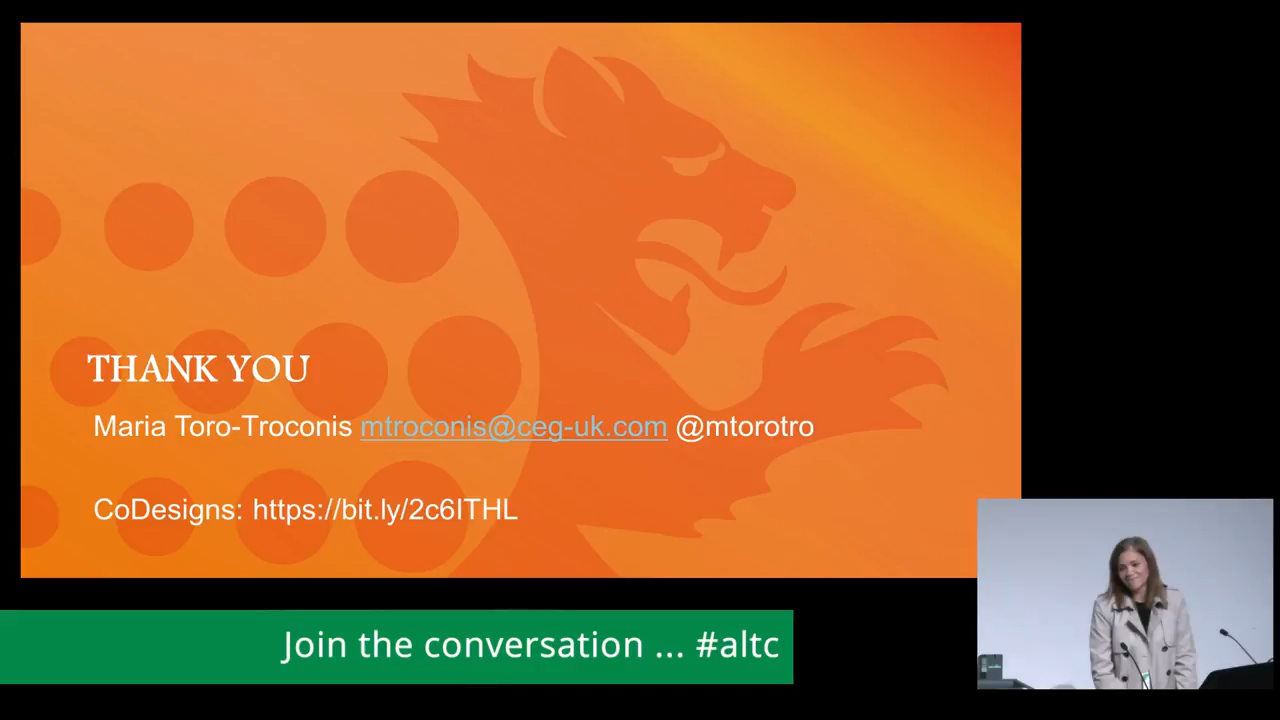 THANK YOU
Maria Toro-Troconis mtroconis@ceg-uk.com @mtorotro
CoDesigns: https://bit.ly/2c6ITHL
Join the conversation ... #altc